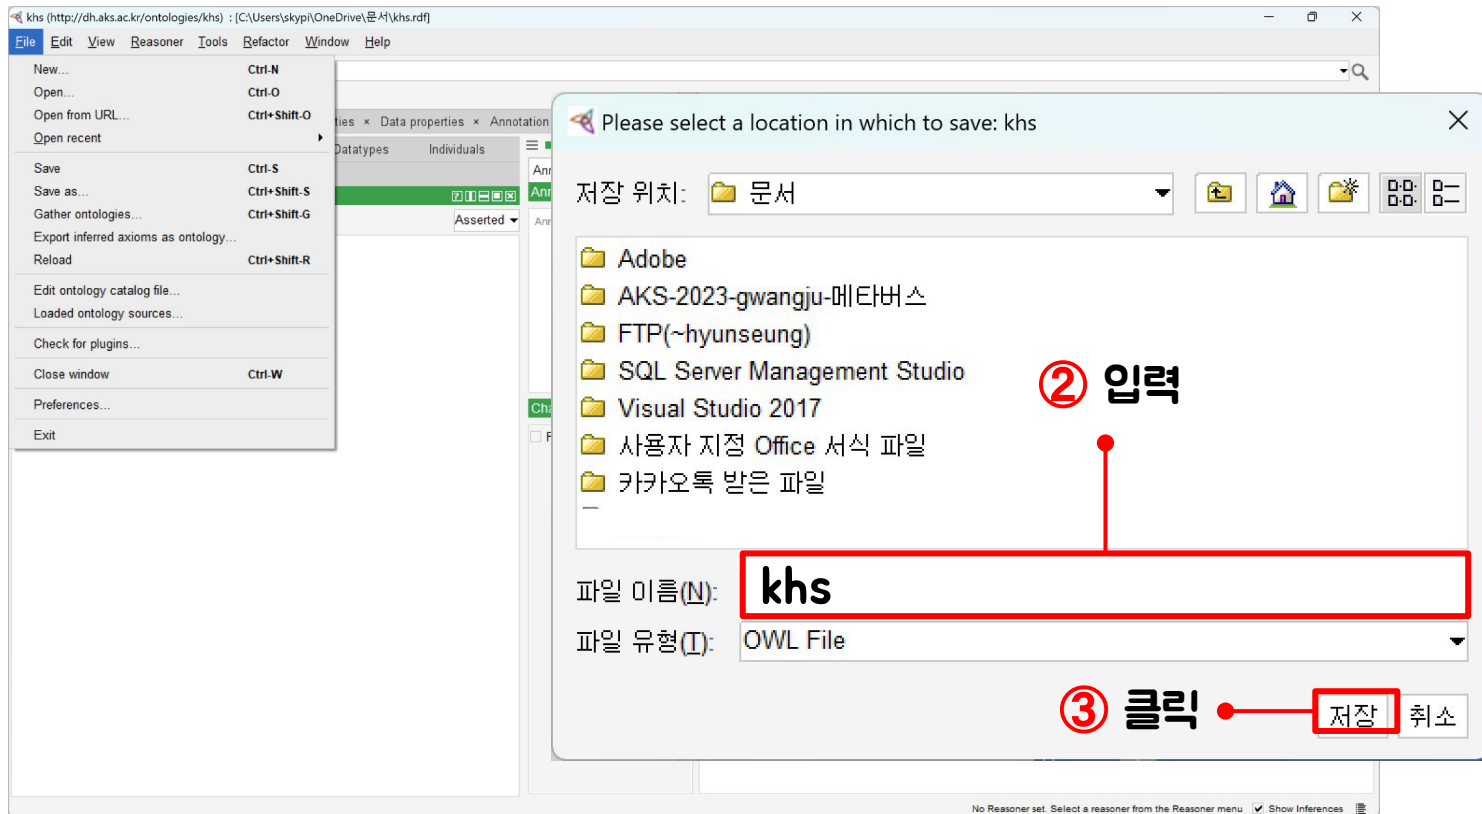 khs (http://dh.aks.ac.kr/ontologies/khs) : [C:\Users\skypi\OneDrive\문서\khs.rdf]
File Edit View Reasoner Tools Refactor Window Help
New... Ctrl-N
Open... Ctrl-O
Open from URL... Ctrl+Shift-O
Open recent
Save Ctrl-S
Save as... Ctrl+Shift-S
Gather ontologies... Ctrl+Shift-G
Export inferred axioms as ontology...
Reload Ctrl+Shift-R
Edit ontology catalog file...
Loaded ontology sources...
Check for plugins...
Close window Ctrl-W
Preferences...
Exit
ties × Data properties × Annotation
Datatypes Individuals
Asserted
Please select a location in which to save: khs
저장 위치: 문서
Adobe
AKS-2023-gwangju-메타버스
FTP(~hyunseung)
SQL Server Management Studio
Visual Studio 2017
사용자 지정 Office 서식 파일
카카오톡 받은 파일
② 입력
파일 이름(N): khs
파일 유형(T): OWL File
③ 클릭
저장 취소
No Reasoner set. Select a reasoner from the Reasoner menu Show Inferences